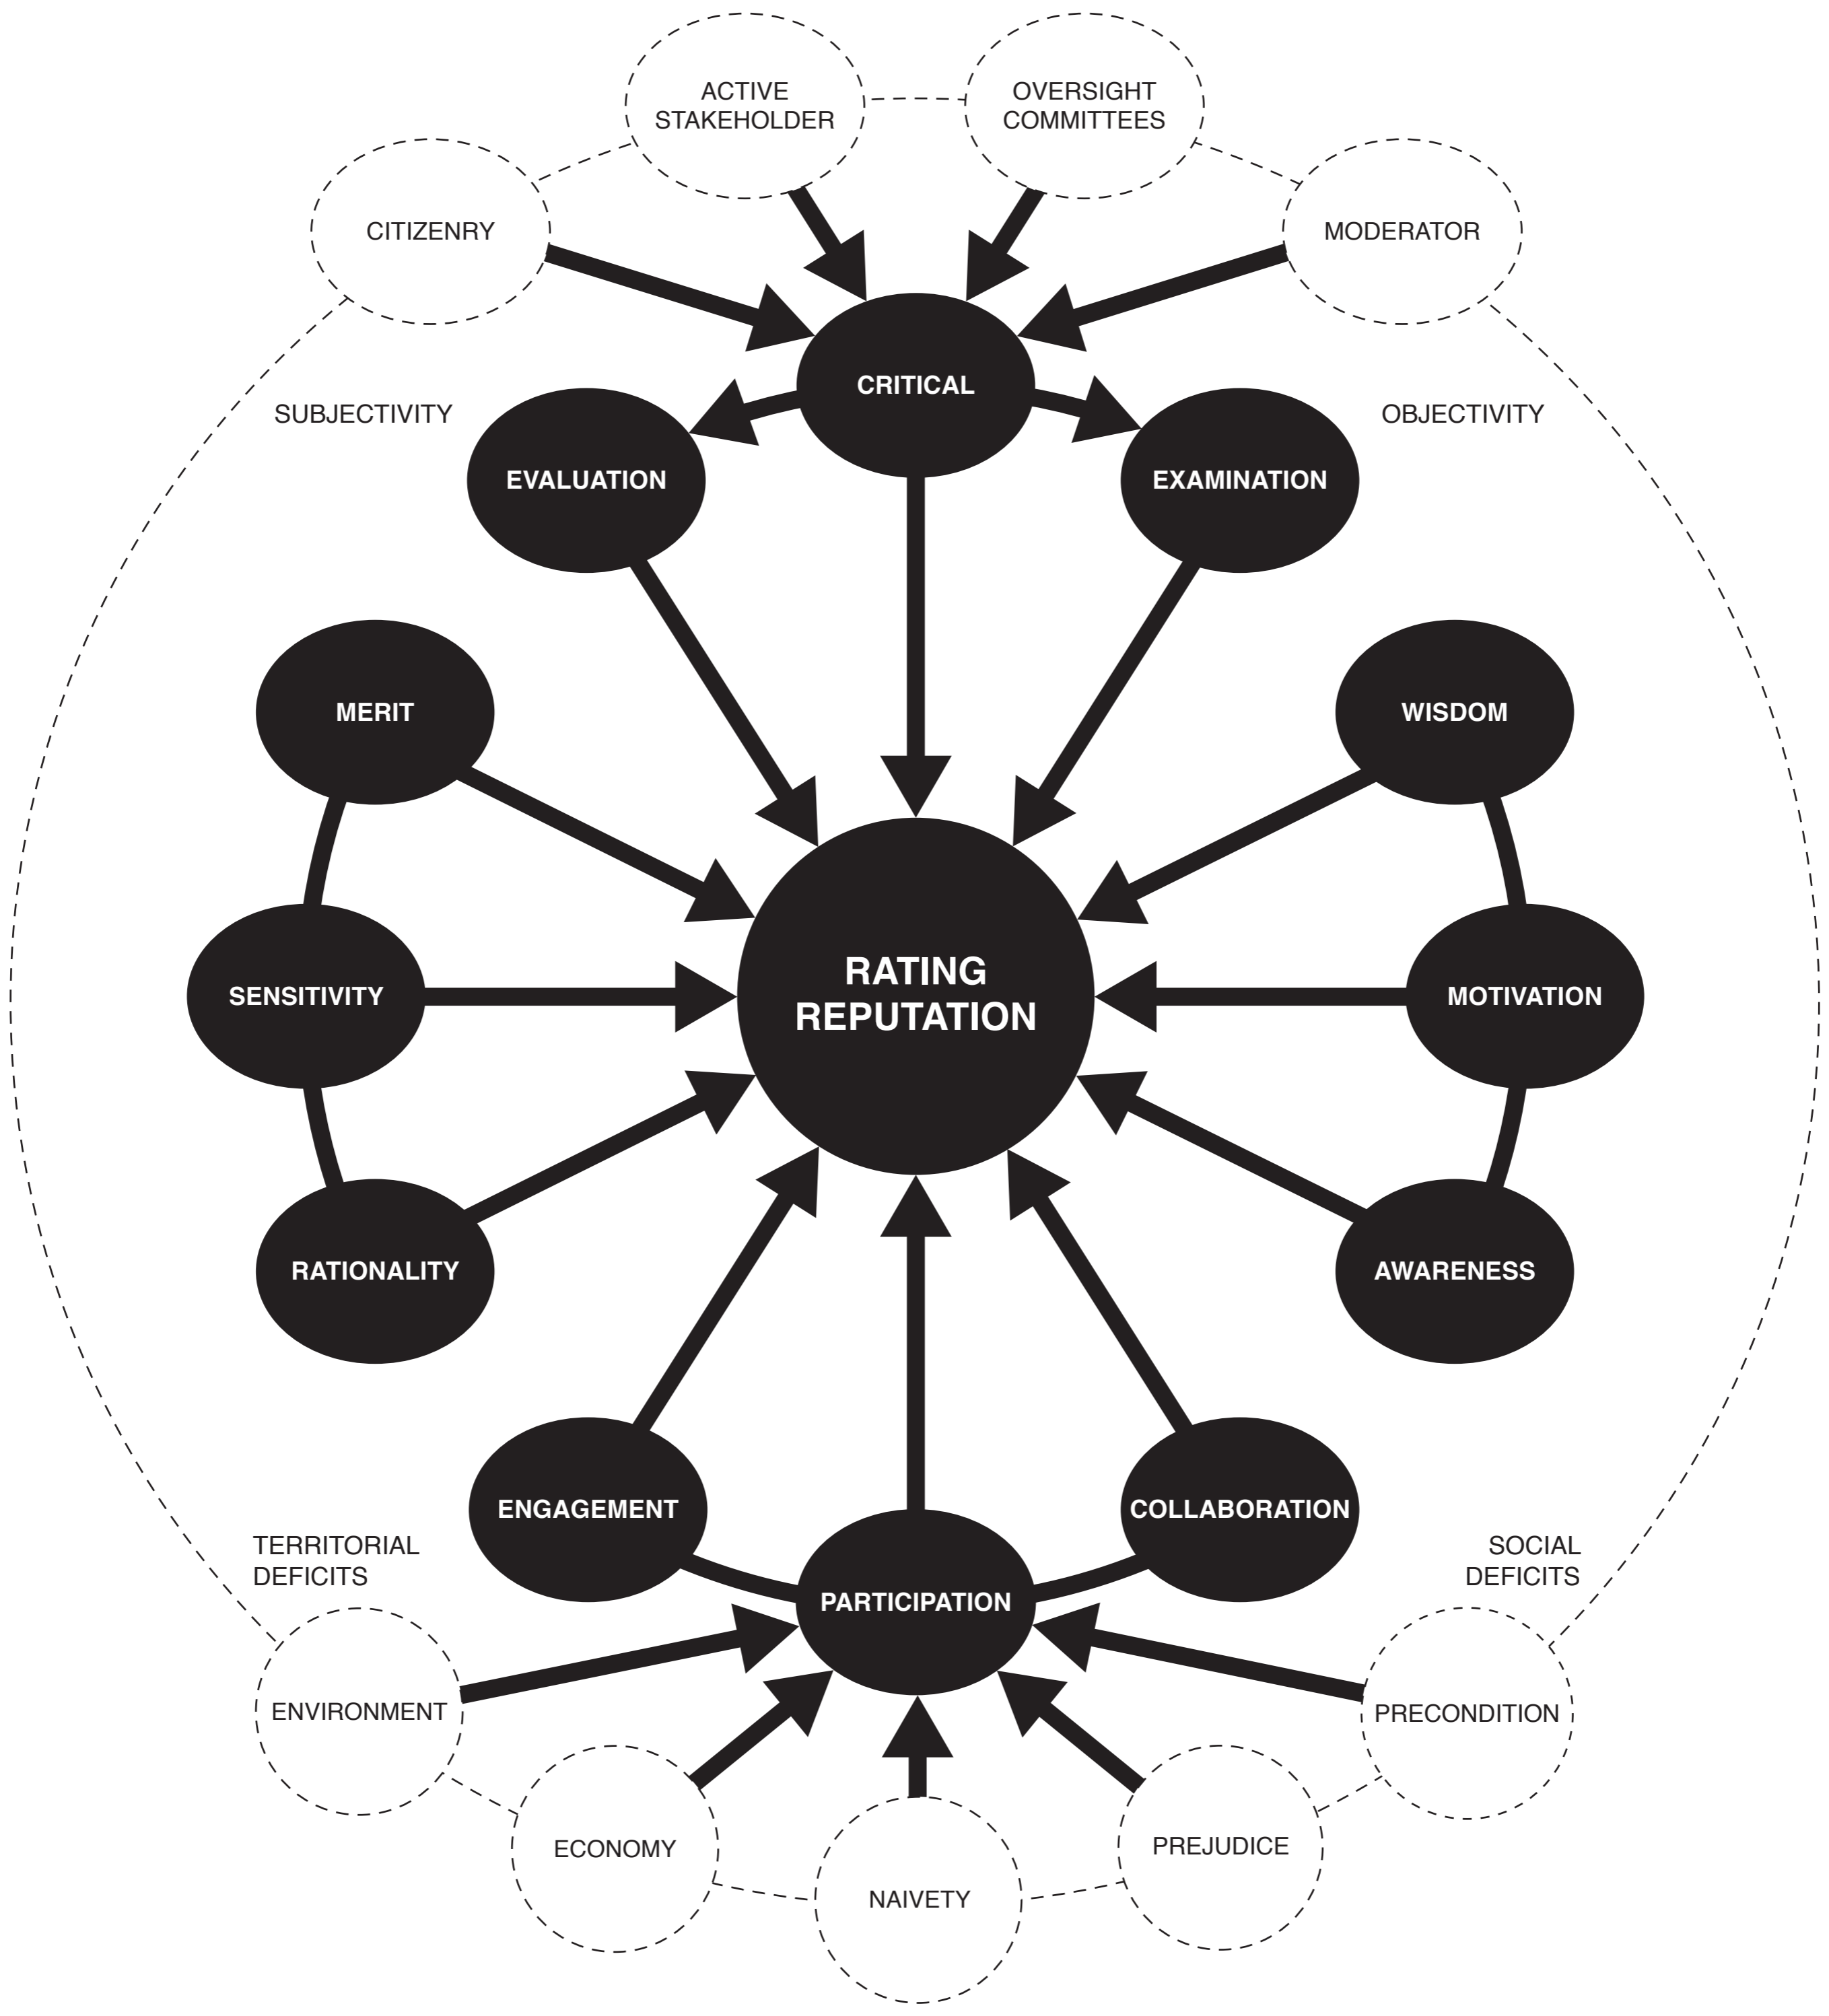 ACTIVE
STAKEHOLDER
OVERSIGHT
COMMITTEES
CITIZENRY
MODERATOR
CRITICAL
SUBJECTIVITY
OBJECTIVITY
EVALUATION
EXAMINATION
MERIT
WISDOM
RATING
REPUTATION
SENSITIVITY
MOTIVATION
RATIONALITY
AWARENESS
ENGAGEMENT
COLLABORATION
TERRITORIAL
DEFICITS
SOCIAL
DEFICITS
PARTICIPATION
ENVIRONMENT
PRECONDITION
ECONOMY
PREJUDICE
NAIVETY